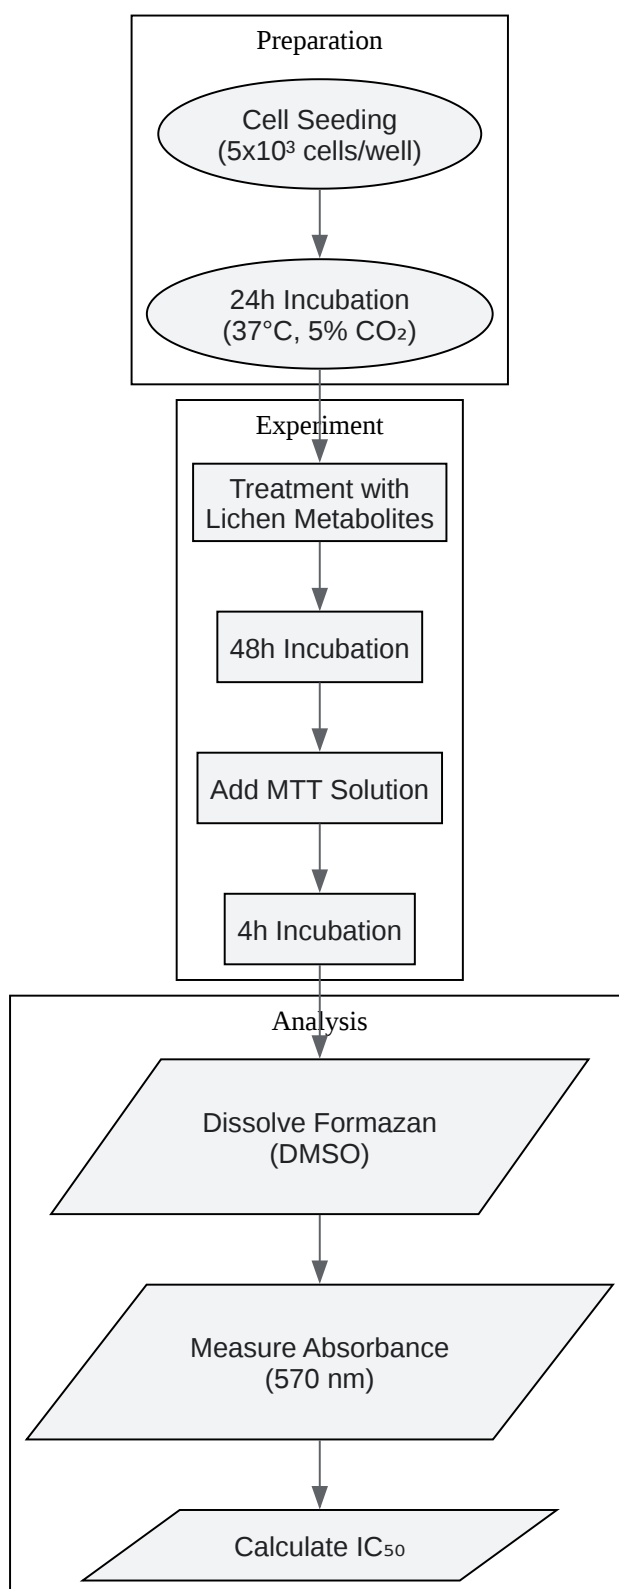 Preparation
Cell Seeding
(5x10³ cells/well)
24h Incubation
(37°C, 5% CO₂)
Experiment
Treatment with
Lichen Metabolites
48h Incubation
Add MTT Solution
4h Incubation
Analysis
Dissolve Formazan
(DMSO)
Measure Absorbance
(570 nm)
Calculate IC₅₀